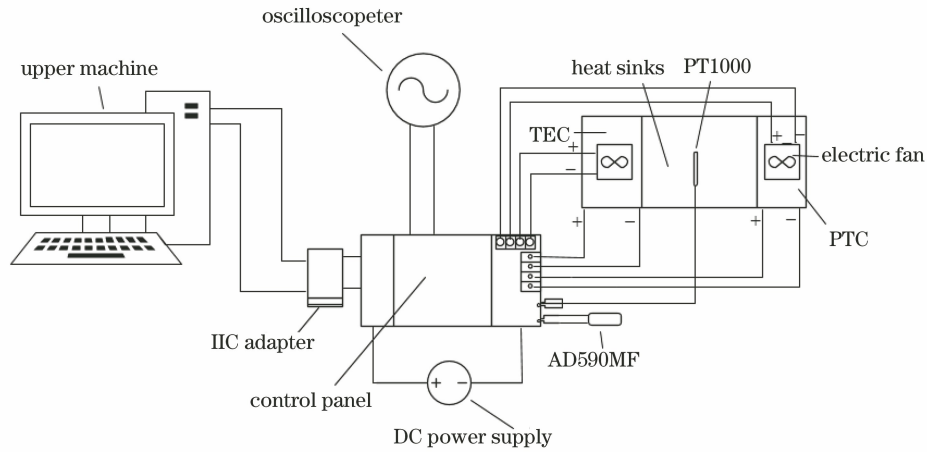 oscilloscopeter
upper machine
heat sinks
PT1000
TEC
+
−
+
−
electric fan
+
−
+
−
PTC
IIC adapter
AD590MF
control panel
+
−
DC power supply